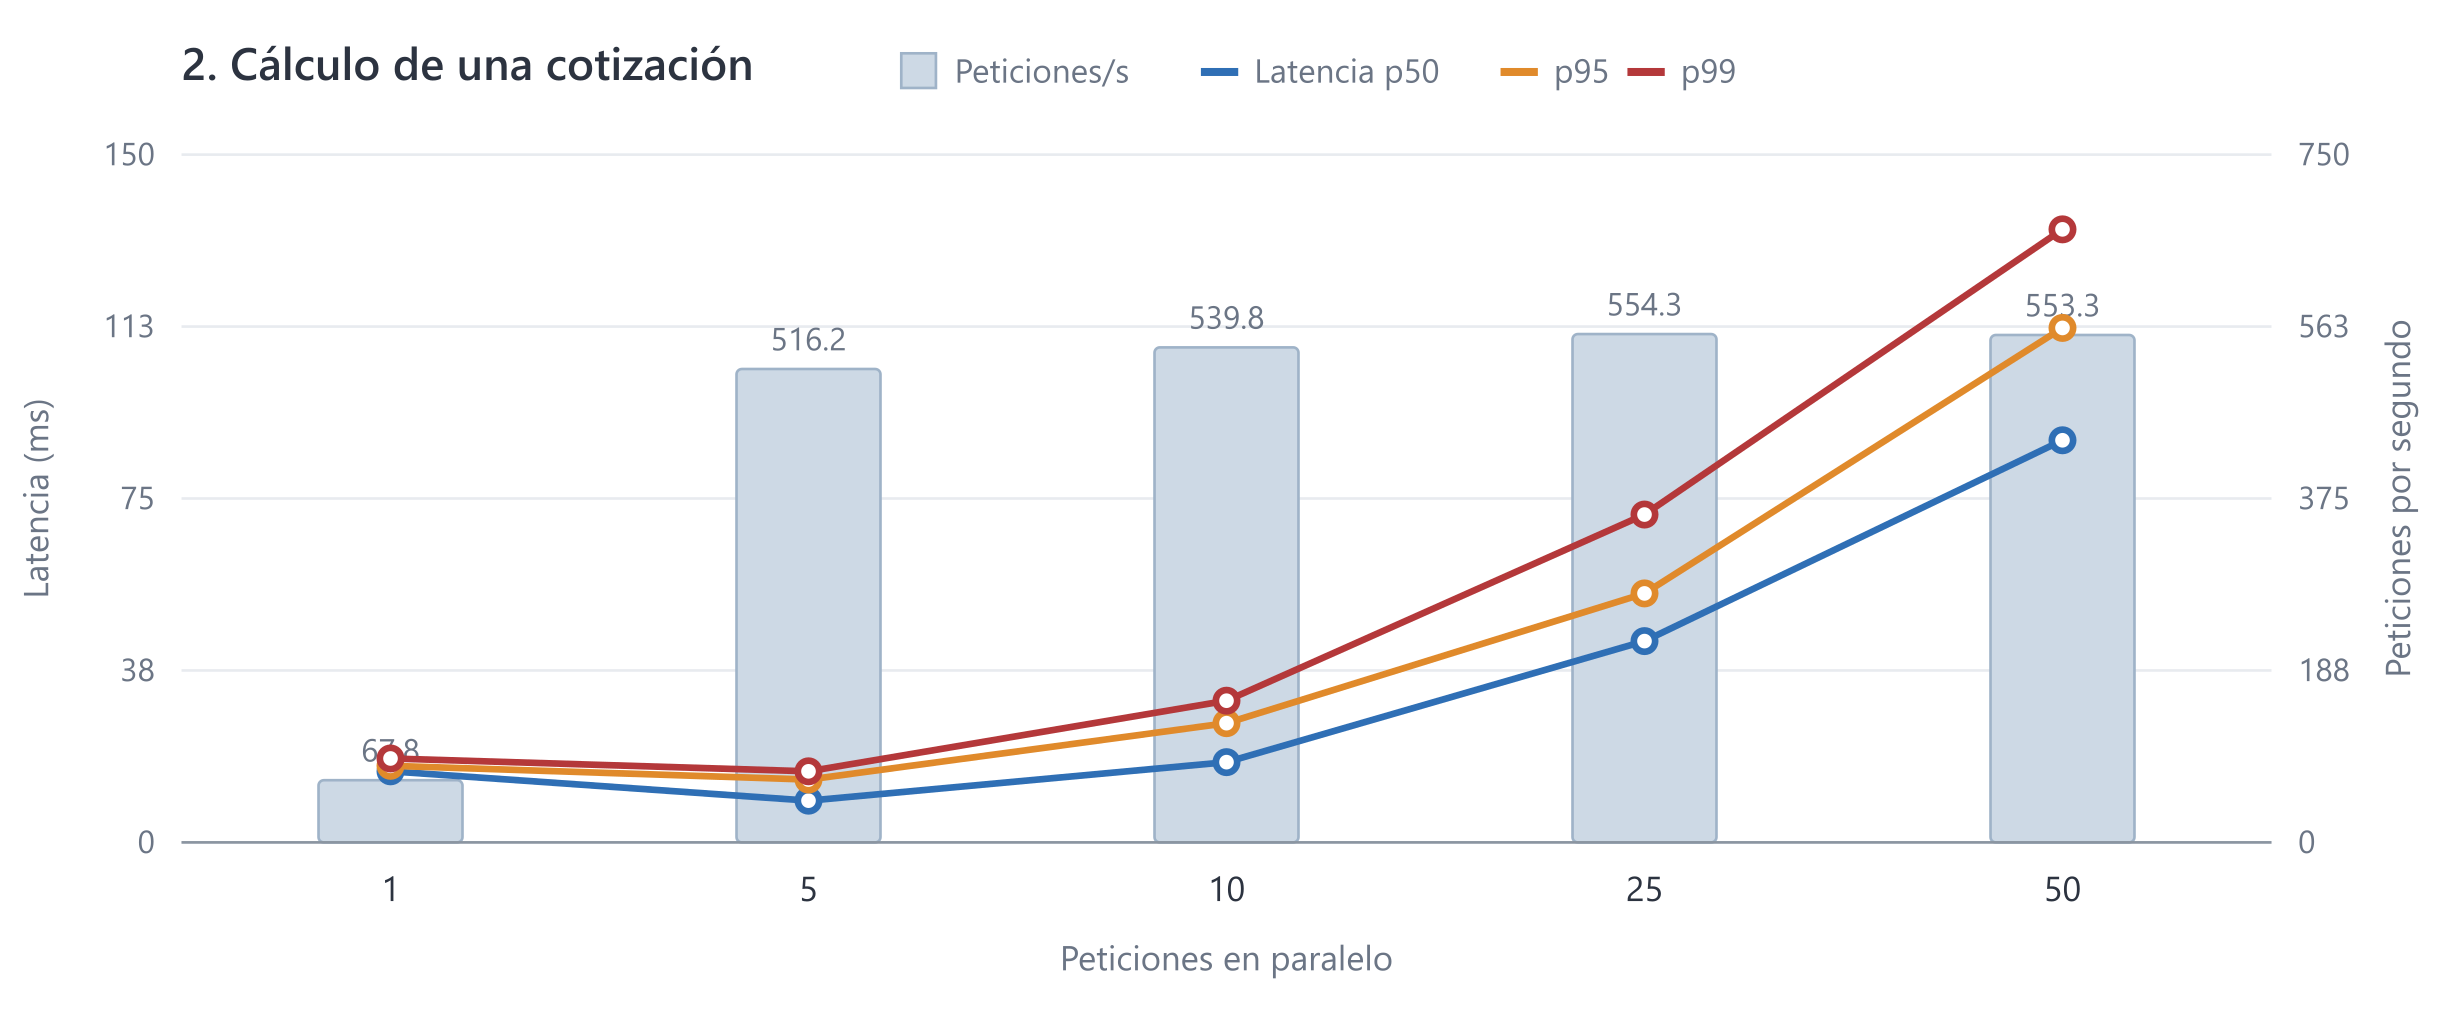 2. Cálculo de una cotización
Peticiones/s
Latencia p50
p95
p99
150
113
75
38
0
Latencia (ms)
750
563
375
188
0
Peticiones por segundo
67.8
516.2
539.8
554.3
553.3
1
5
10
25
50
Peticiones en paralelo